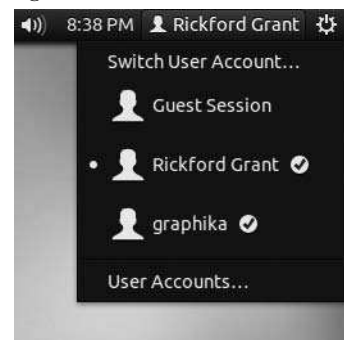 8:38 PM Rickford Grant
Switch User Account...
Guest Session
Rickford Grant
graphika
User Accounts...